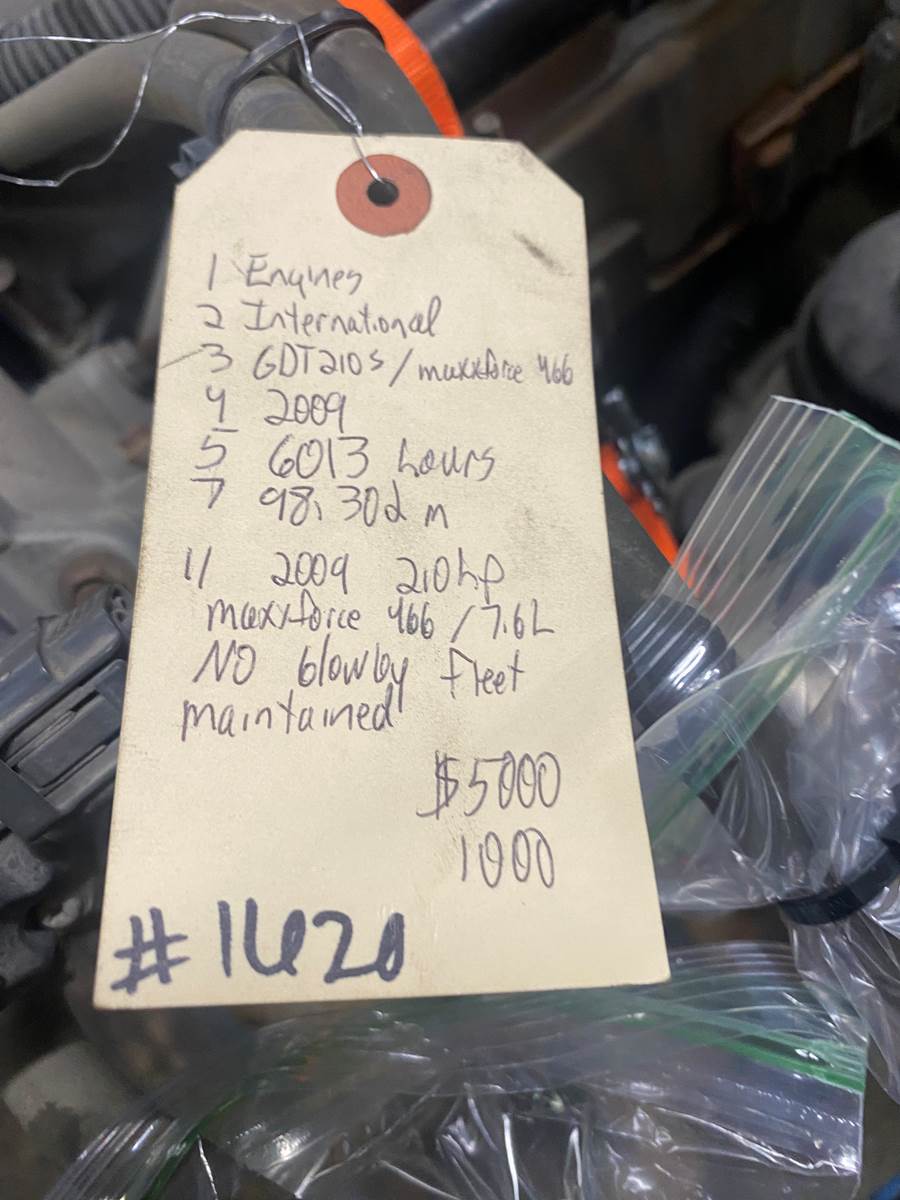 1 Engines
2 International
3 GDT210s/maxxforce 466
4 2009
5 6013 hours
7 98,302 m
11 2009 210hp
maxxforce 466/7.6L
NO blowby fleet
maintained
$5000
1000
#1620